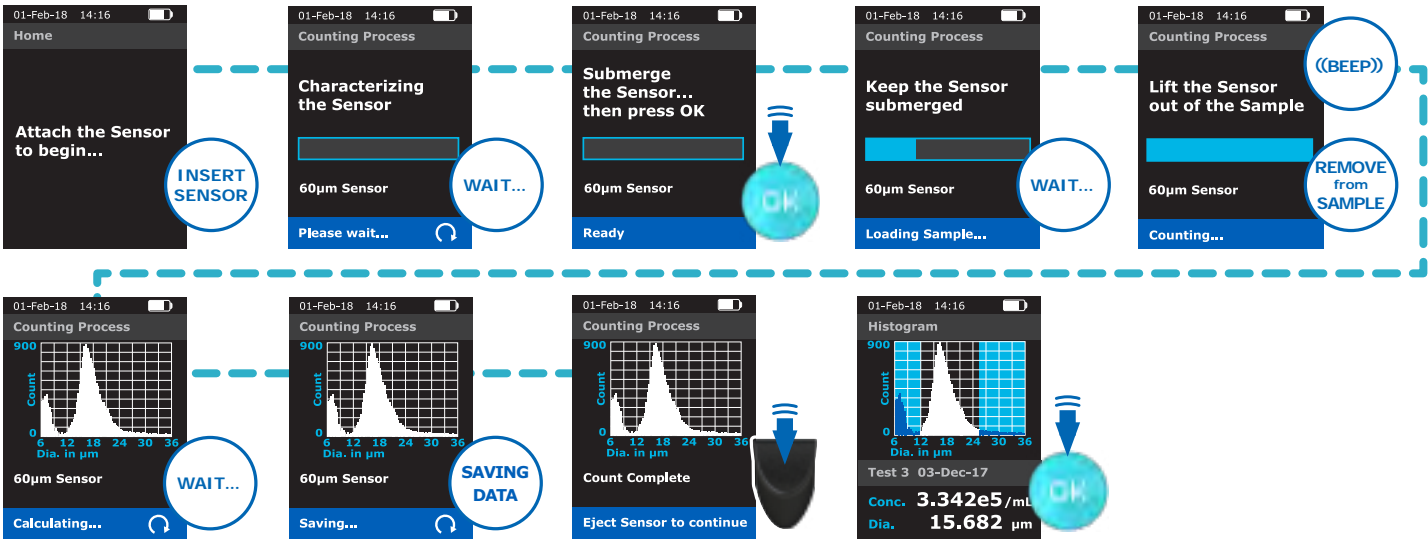 01-Feb-18 14:16
Home
Attach the Sensor
to begin...
INSERT
SENSOR
01-Feb-18 14:16
Counting Process
Characterizing
the Sensor
60µm Sensor
WAIT...
Please wait...
01-Feb-18 14:16
Counting Process
Submerge
the Sensor...
then press OK
60µm Sensor
OK
Ready
01-Feb-18 14:16
Counting Process
Keep the Sensor
submerged
60µm Sensor
WAIT...
Loading Sample...
01-Feb-18 14:16
Counting Process
((BEEP))
Lift the Sensor
out of the Sample
60µm Sensor
REMOVE
from
SAMPLE
Counting...
01-Feb-18 14:16
Counting Process
900
Count
0
6 12 18 24 30 36
Dia. in µm
60µm Sensor
WAIT...
Calculating...
01-Feb-18 14:16
Counting Process
900
Count
0
6 12 18 24 30 36
Dia. in µm
60µm Sensor
SAVING
DATA
Saving...
01-Feb-18 14:16
Counting Process
900
Count
0
6 12 18 24 30 36
Dia. in µm
Count Complete
Eject Sensor to continue
01-Feb-18 14:16
Histogram
900
Count
0
6 12 18 24 30 36
Dia. in µm
Test 3 03-Dec-17
Conc. 3.342e5/mL
Dia. 15.682 µm
OK